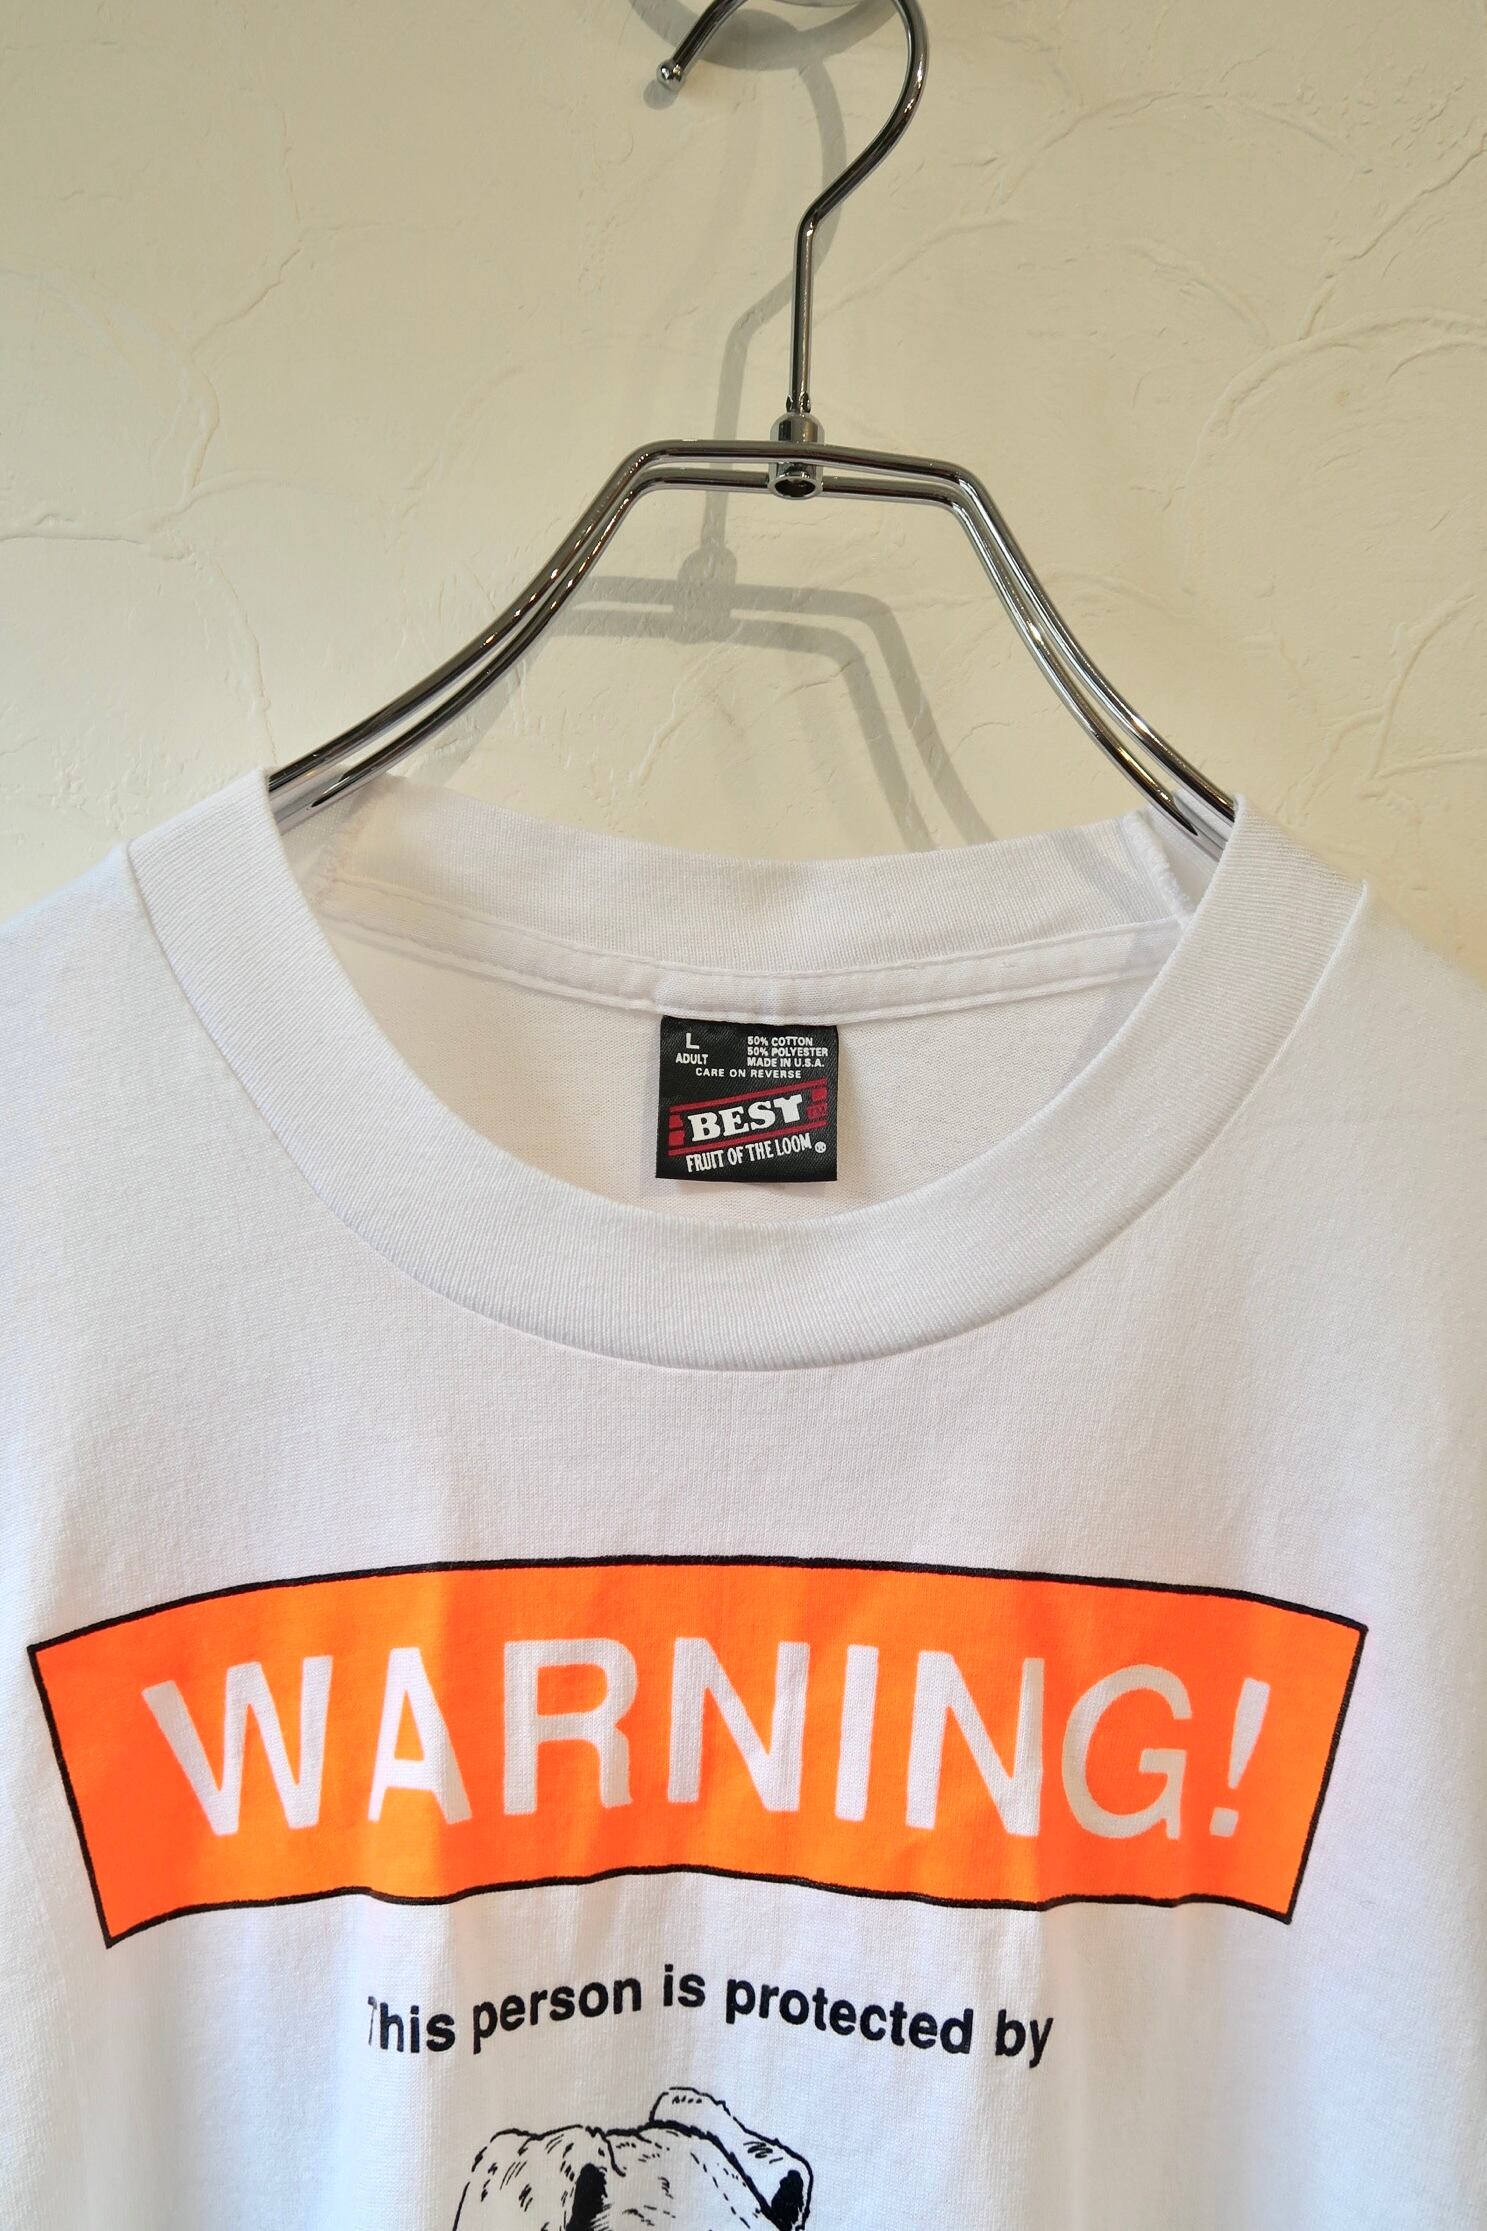 L
ADULT
50% COTTON
50% POLYESTER
MADE IN U.S.A.
CARE ON REVERSE
BEST
FRUIT OF THE LOOM®
WARNING!
This person is protected by